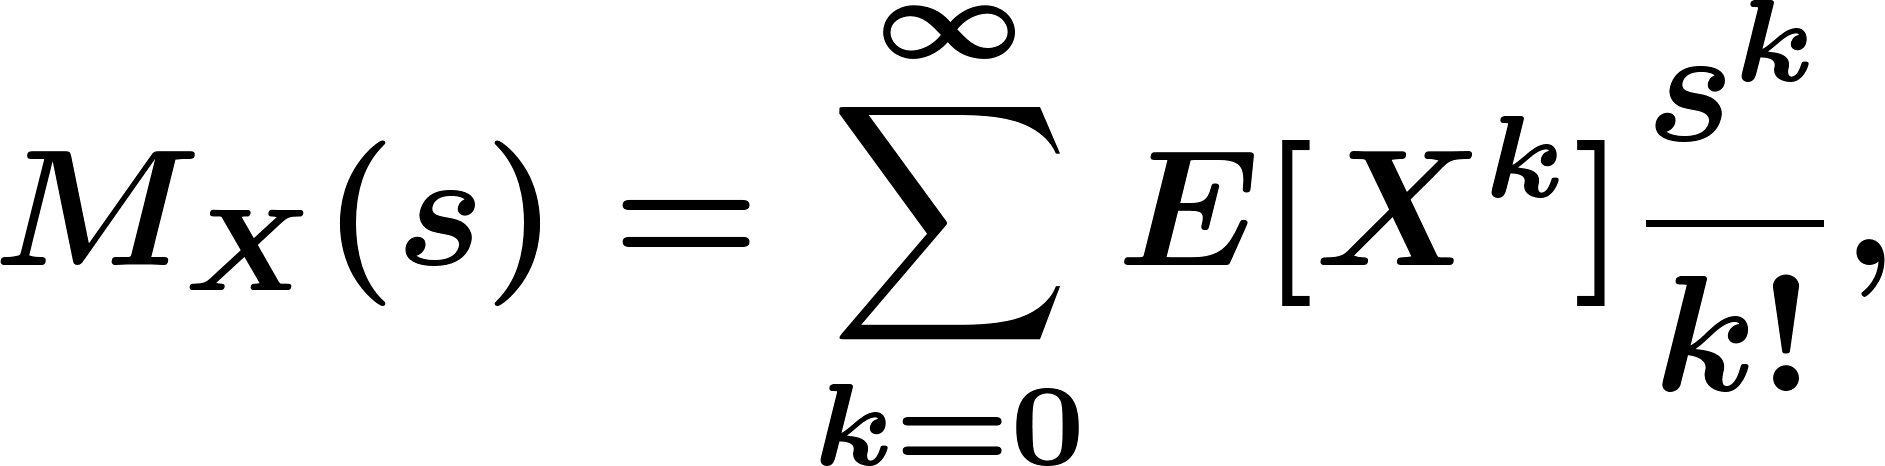 M_X(s) = \sum_{k=0}^{\infty} E[X^k] \frac{s^k}{k!},